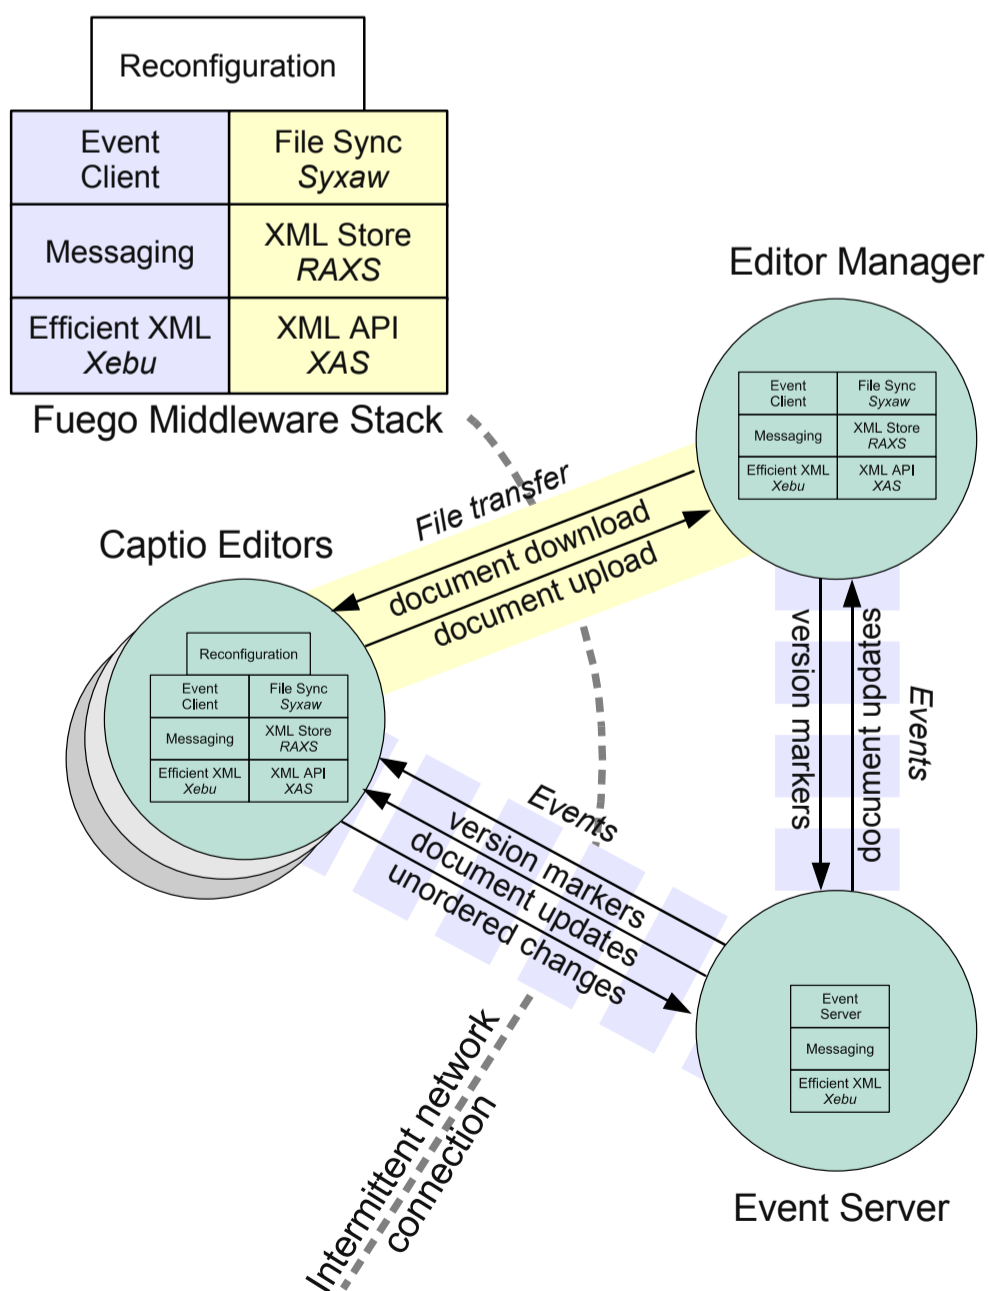 Reconfiguration
Event
Client
File Sync
Syxaw
Messaging
XML Store
RAXS
Efficient XML
Xebu
XML API
XAS
Fuego Middleware Stack
Editor Manager
Event
Client
File Sync
Syxaw
Messaging
XML Store
RAXS
Efficient XML
Xebu
XML API
XAS
File transfer
document download
document upload
Captio Editors
Reconfiguration
Event
Client
File Sync
Syxaw
Messaging
XML Store
RAXS
Efficient XML
Xebu
XML API
XAS
version markers
document updates
Events
Events
version markers
document updates
unordered changes
Event
Server
Messaging
Efficient XML
Xebu
Event Server
Intermittent network
connection